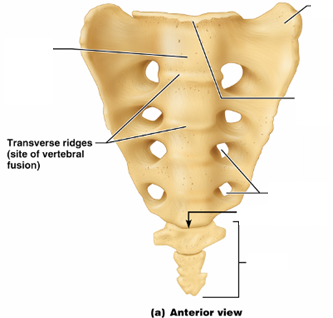 Transverse ridges
(site of vertebral
fusion)
(a) Anterior view